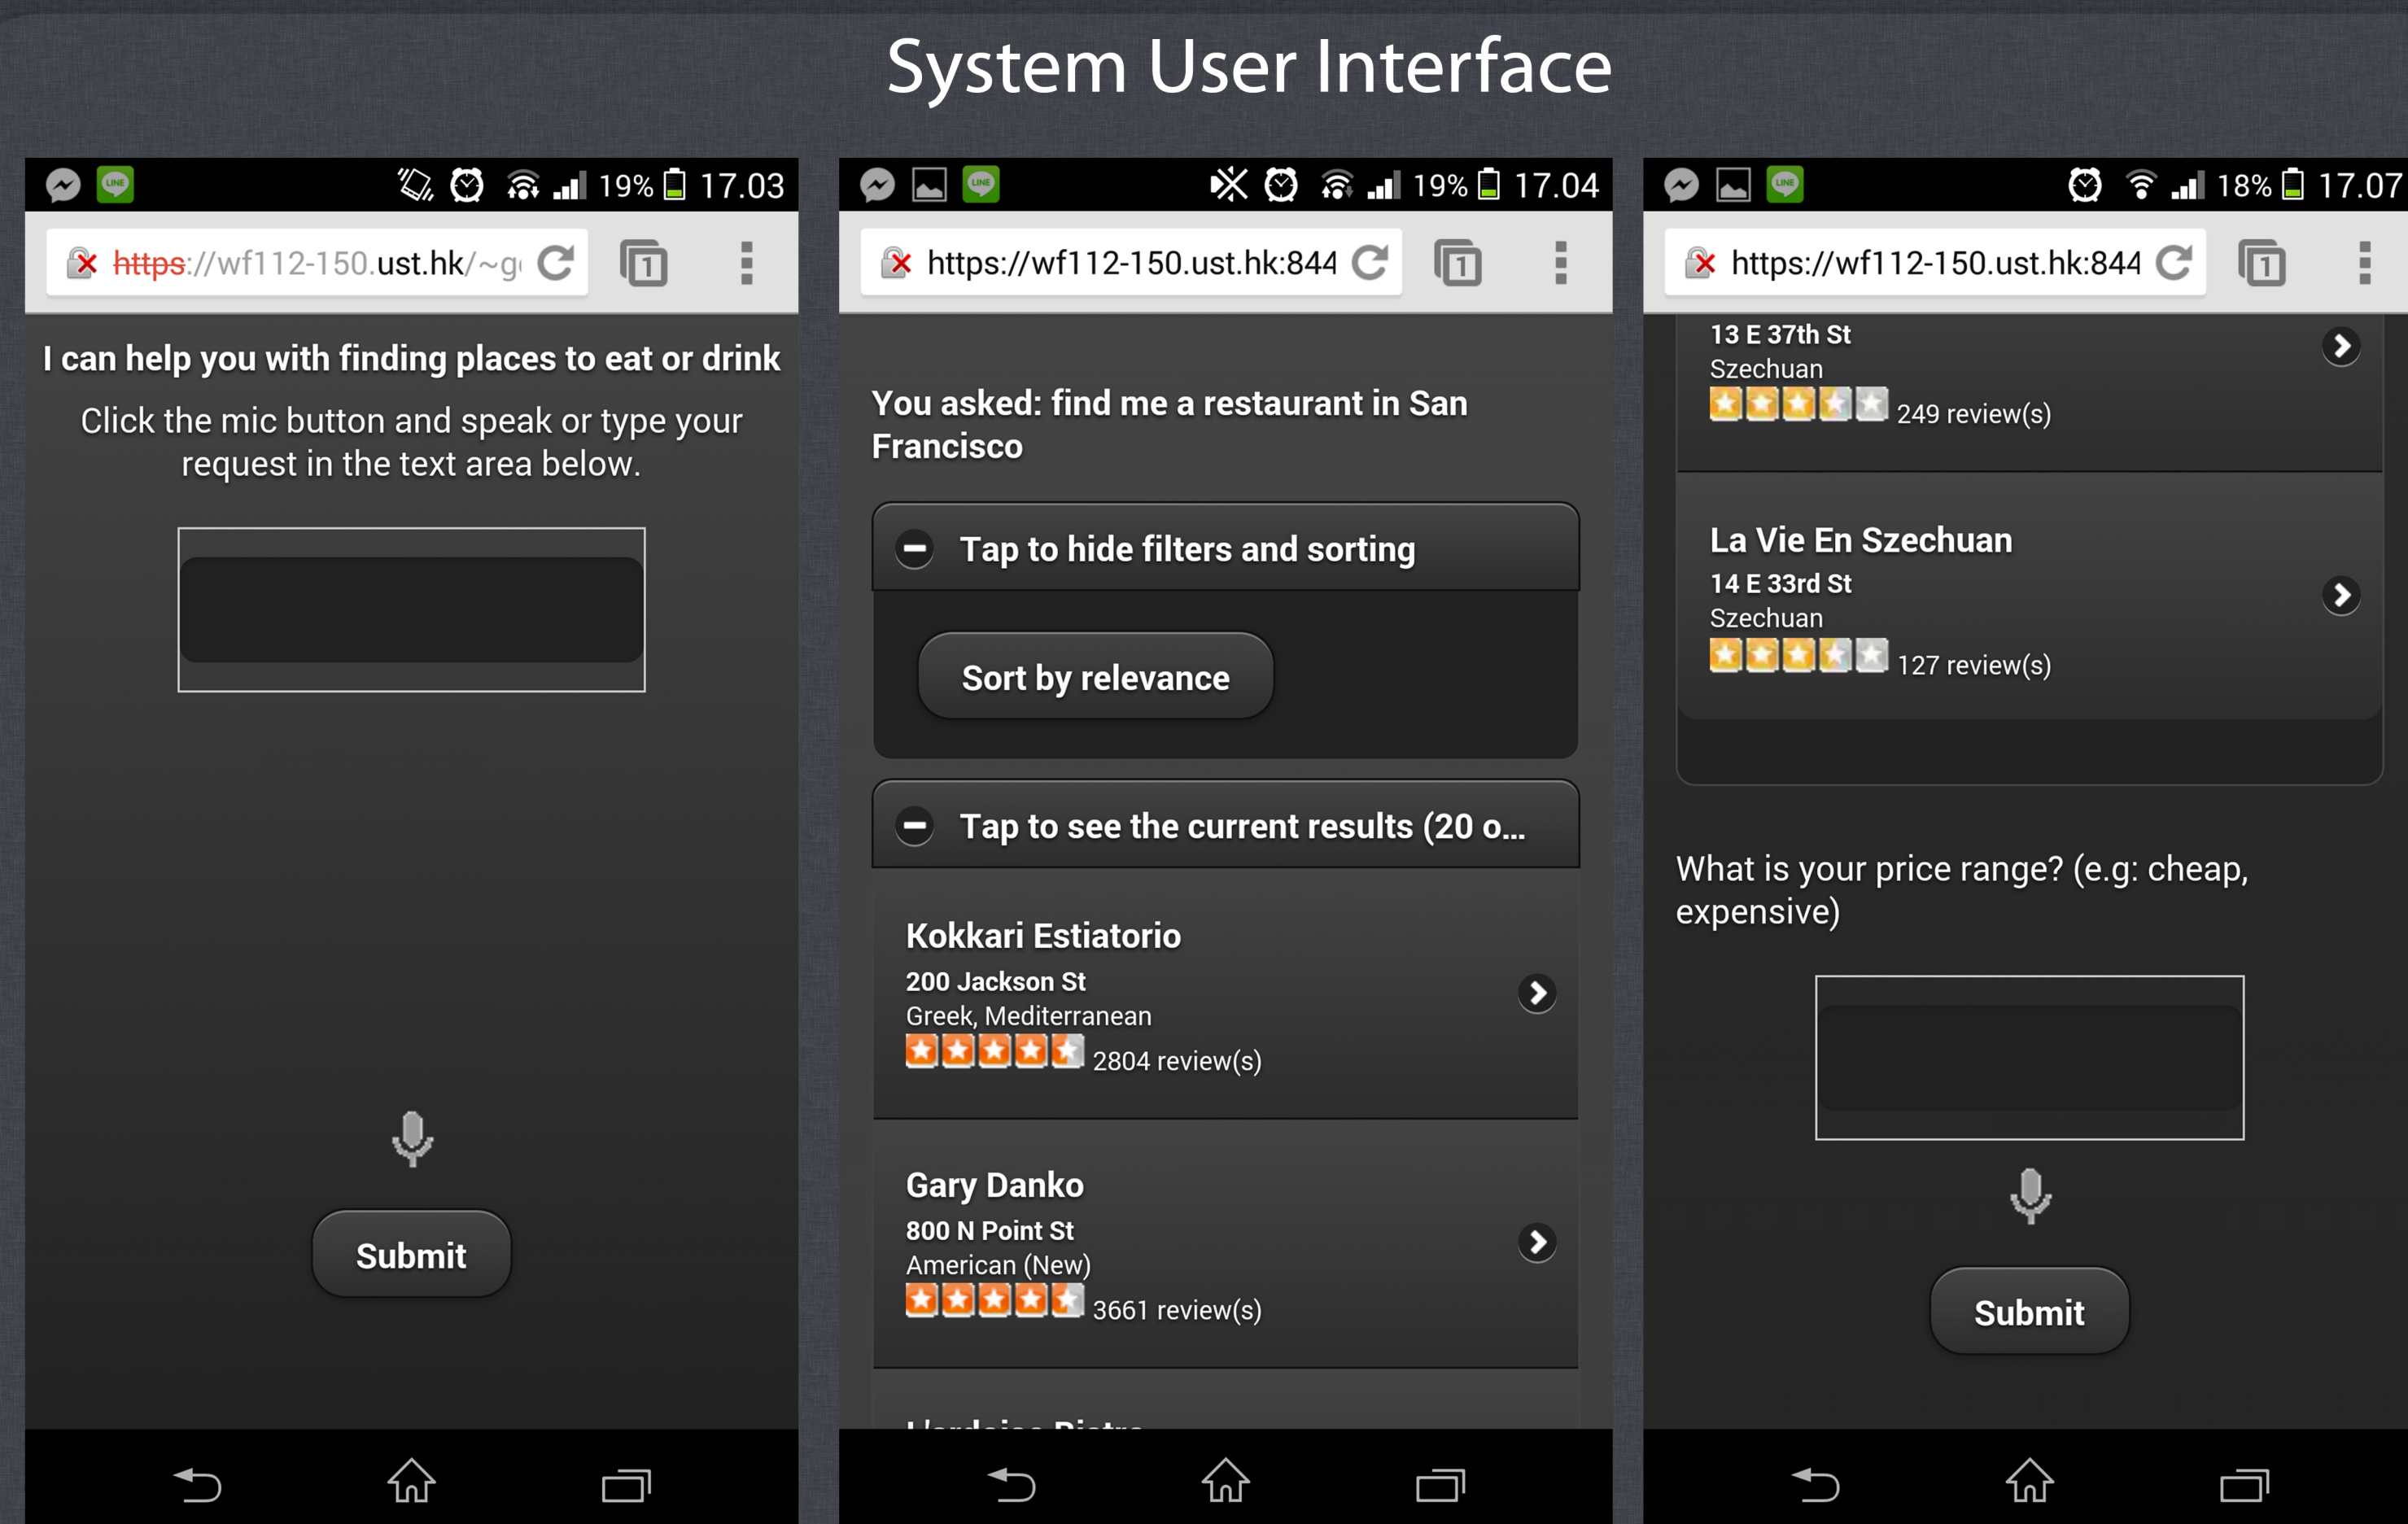 System User Interface
LINE
19% 17.03
https://wf112-150.ust.hk/~g
1
I can help you with finding places to eat or drink
Click the mic button and speak or type your
request in the text area below.
Submit
LINE
19% 17.04
https://wf112-150.ust.hk:844
1
You asked: find me a restaurant in San
Francisco
Tap to hide filters and sorting
Sort by relevance
Tap to see the current results (20 o...
Kokkari Estiatorio
200 Jackson St
Greek, Mediterranean
2804 review(s)
Gary Danko
800 N Point St
American (New)
3661 review(s)
LINE
18% 17.07
https://wf112-150.ust.hk:844
1
13 E 37th St
Szechuan
249 review(s)
La Vie En Szechuan
14 E 33rd St
Szechuan
127 review(s)
What is your price range? (e.g: cheap,
expensive)
Submit